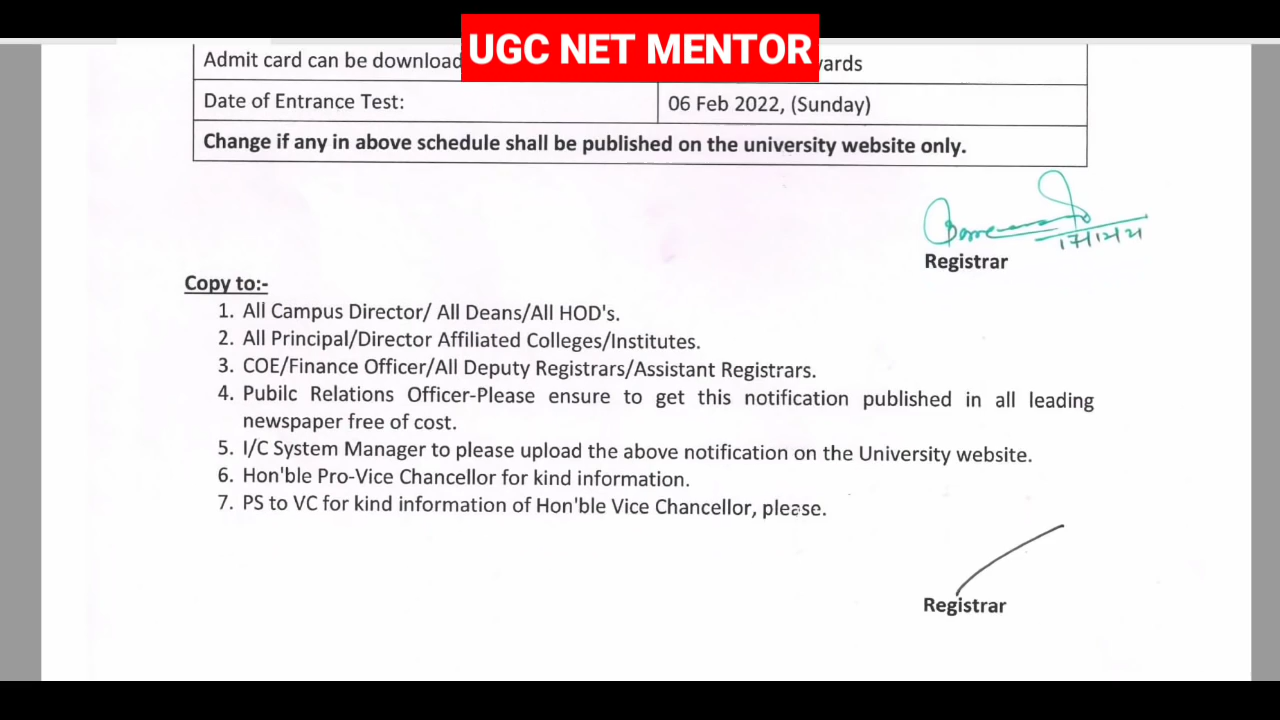 UGC NET MENTOR
Admit card can be download
Date of Entrance Test: 06 Feb 2022, (Sunday)
Change if any in above schedule shall be published on the university website only.
17/12/21
Registrar
Copy to:-
1. All Campus Director/ All Deans/All HOD's.
2. All Principal/Director Affiliated Colleges/Institutes.
3. COE/Finance Officer/All Deputy Registrars/Assistant Registrars.
4. Pubilc Relations Officer-Please ensure to get this notification published in all leading
newspaper free of cost.
5. I/C System Manager to please upload the above notification on the University website.
6. Hon'ble Pro-Vice Chancellor for kind information.
7. PS to VC for kind information of Hon'ble Vice Chancellor, please.
Registrar